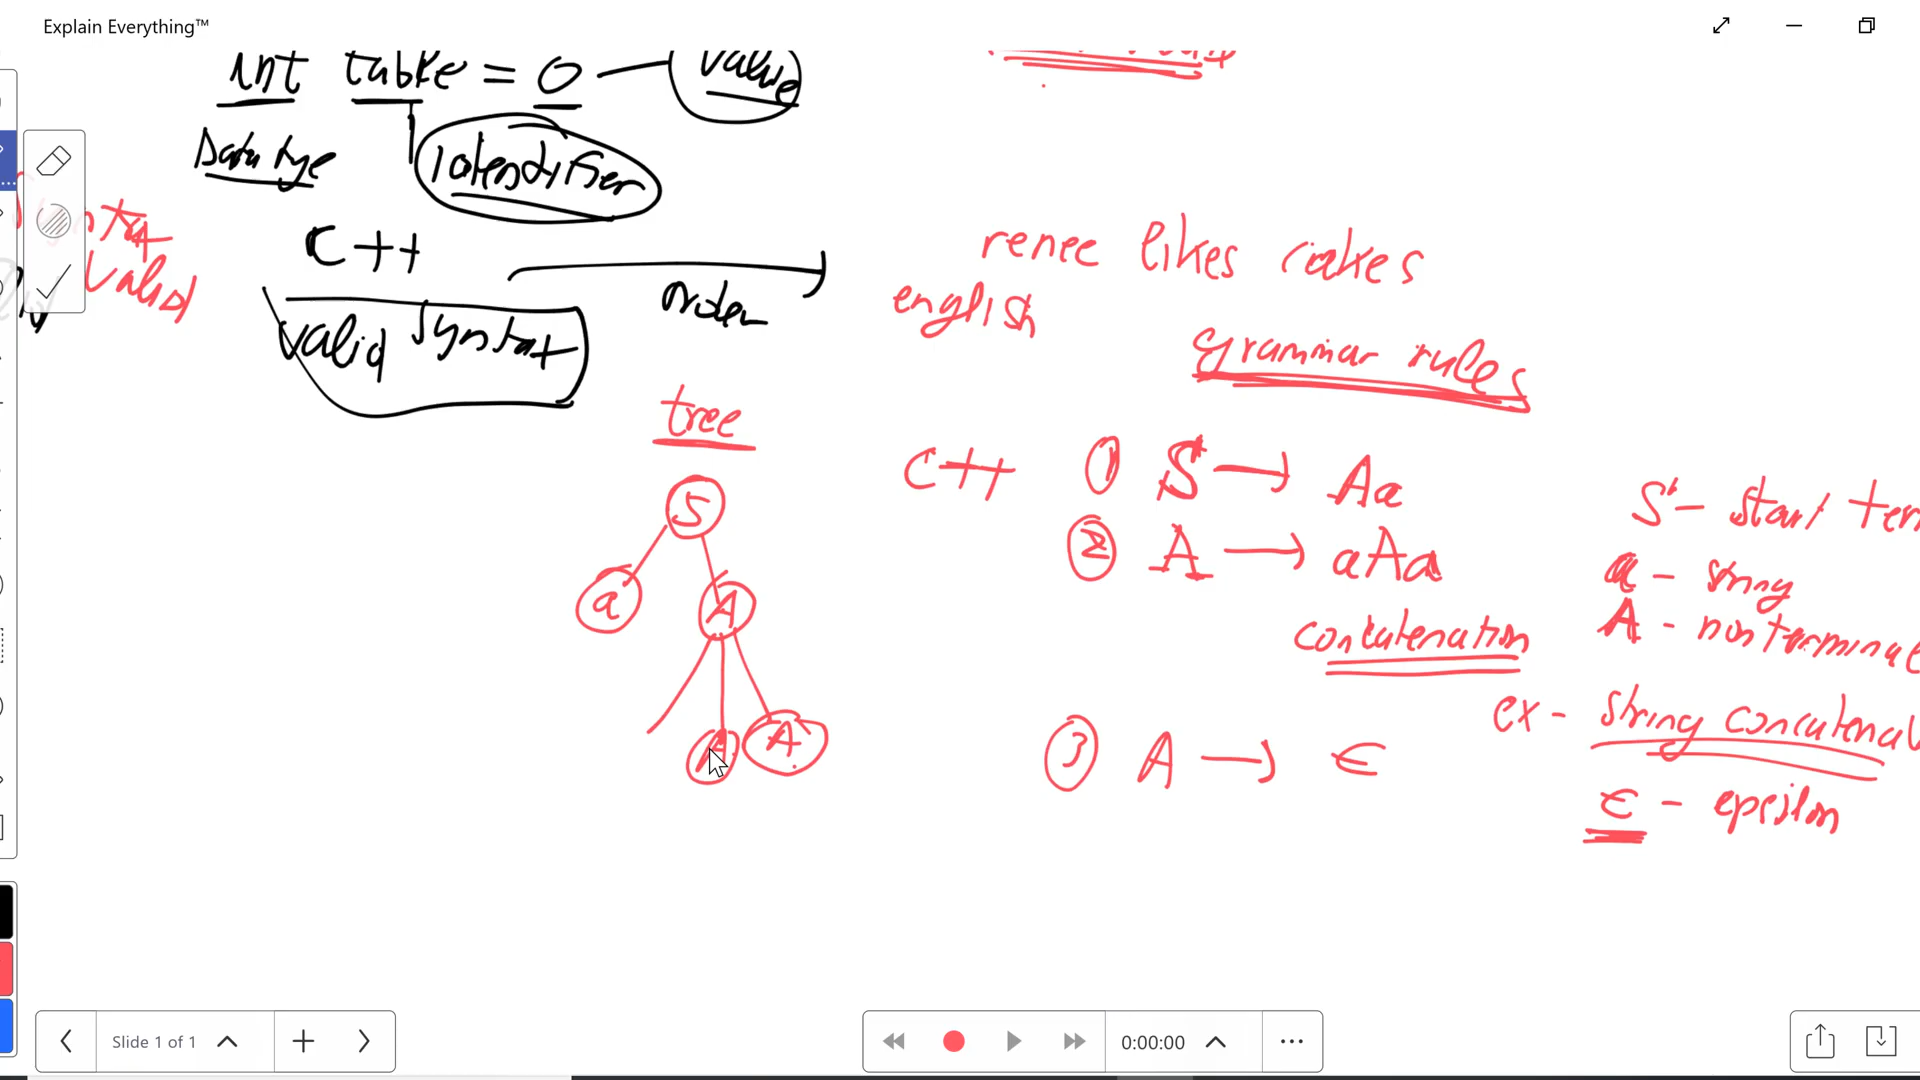 Explain Everything™
int table = 0 — value
Data type
identifier
C++
order
valid syntax
valid
tree
S
a
A
A
A
renee likes cakes
english
grammar rules
C++ ① S → Aa
② A → aAa
concatenation
③ A → ϵ
S - start
a - string
A - non terminal
ex - string concatenat
ϵ - epsilon
Slide 1 of 1
0:00:00